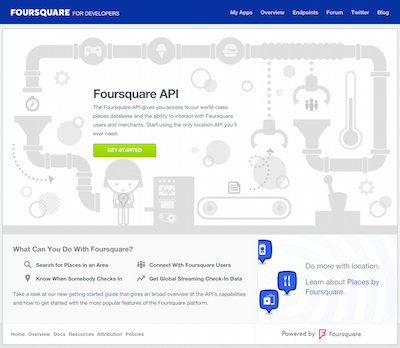 FOURSQUARE FOR DEVELOPERS
My Apps Overview Endpoints Forum Twitter Blog
Foursquare API
The Foursquare API gives you access to our world-class
places database and the ability to interact with Foursquare
users and merchants. Start using the only location API you'll
ever need.
GET STARTED
API
What Can You Do With Foursquare?
Search for Places in an Area
Connect With Foursquare Users
Know When Somebody Checks In
Get Global Streaming Check-In Data
Take a look at our new getting started guide that gives an broad overview of the API's capabilities
and how to get started with the most popular features of the Foursquare platform.
Do more with location.
Learn about Places by
Foursquare.
Home Overview Docs Resources Attribution Policies
Powered by Foursquare